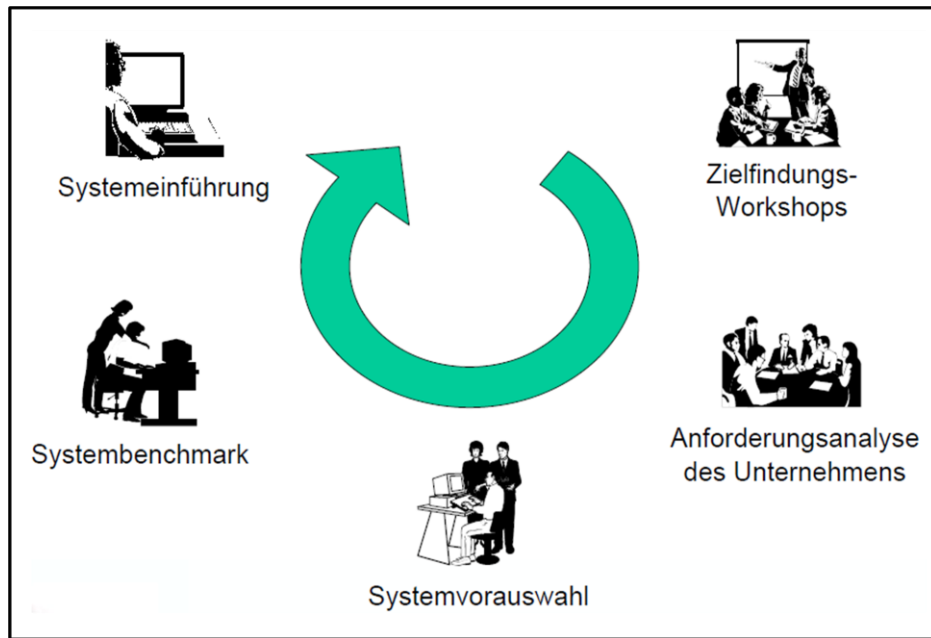 Systemeinführung
Zielfindungs-
Workshops
Systembenchmark
Anforderungsanalyse
des Unternehmens
Systemvorauswahl